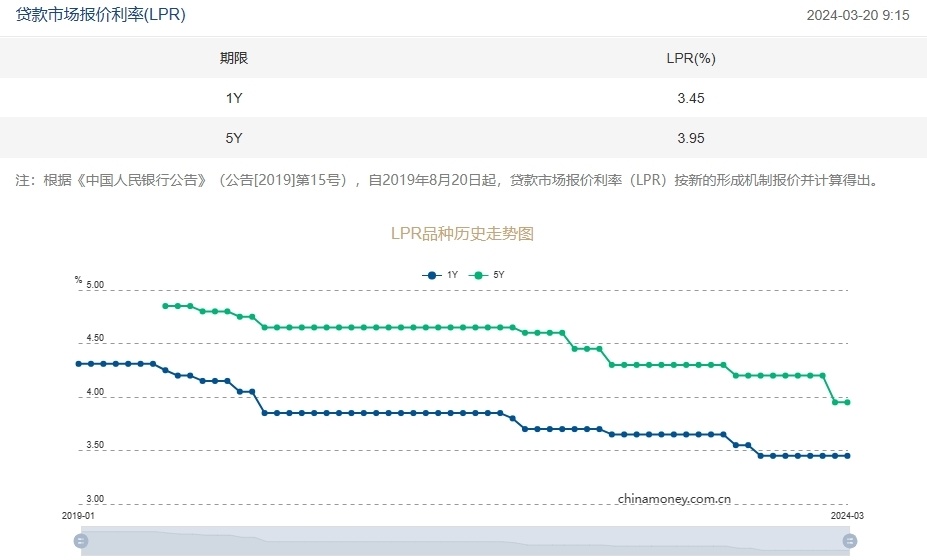 贷款市场报价利率(LPR)
2024-03-20 9:15
期限 LPR(%)
1Y 3.45
5Y 3.95
注：根据《中国人民银行公告》（公告[2019]第15号），自2019年8月20日起，贷款市场报价利率（LPR）按新的形成机制报价并计算得出。
LPR品种历史走势图
1Y 5Y
%
5.00
4.50
4.00
3.50
3.00
chinamoney.com.cn
2019-01 2024-03